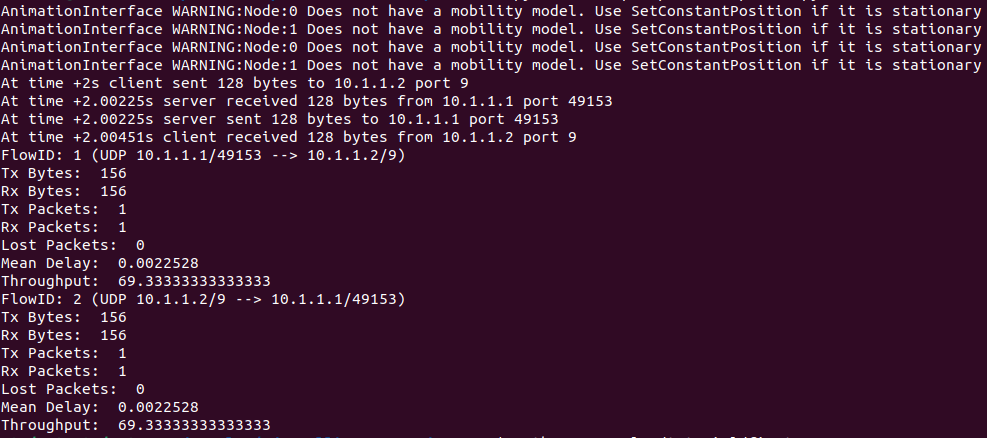 AnimationInterface WARNING:Node:0 Does not have a mobility model. Use SetConstantPosition if it is stationary
AnimationInterface WARNING:Node:1 Does not have a mobility model. Use SetConstantPosition if it is stationary
AnimationInterface WARNING:Node:0 Does not have a mobility model. Use SetConstantPosition if it is stationary
AnimationInterface WARNING:Node:1 Does not have a mobility model. Use SetConstantPosition if it is stationary
At time +2s client sent 128 bytes to 10.1.1.2 port 9
At time +2.00225s server received 128 bytes from 10.1.1.1 port 49153
At time +2.00225s server sent 128 bytes to 10.1.1.1 port 49153
At time +2.00451s client received 128 bytes from 10.1.1.2 port 9
FlowID: 1 (UDP 10.1.1.1/49153 --> 10.1.1.2/9)
Tx Bytes:  156
Rx Bytes:  156
Tx Packets:  1
Rx Packets:  1
Lost Packets:  0
Mean Delay:  0.0022528
Throughput:  69.33333333333333
FlowID: 2 (UDP 10.1.1.2/9 --> 10.1.1.1/49153)
Tx Bytes:  156
Rx Bytes:  156
Tx Packets:  1
Rx Packets:  1
Lost Packets:  0
Mean Delay:  0.0022528
Throughput:  69.33333333333333